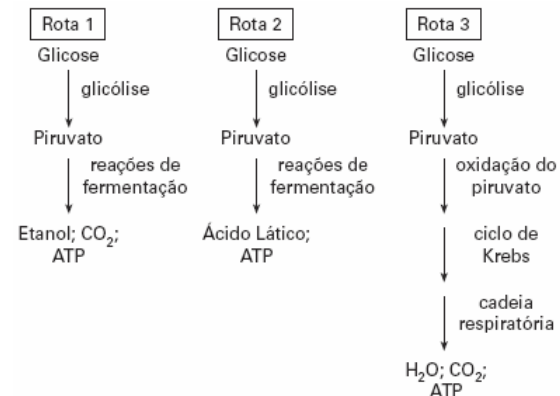 Rota 1
Glicose
glicólise
Piruvato
reações de
fermentação
Etanol; CO₂;
ATP
Rota 2
Glicose
glicólise
Piruvato
reações de
fermentação
Ácido Lático;
ATP
Rota 3
Glicose
glicólise
Piruvato
oxidação do
piruvato
ciclo de
Krebs
cadeia
respiratória
H₂O; CO₂;
ATP